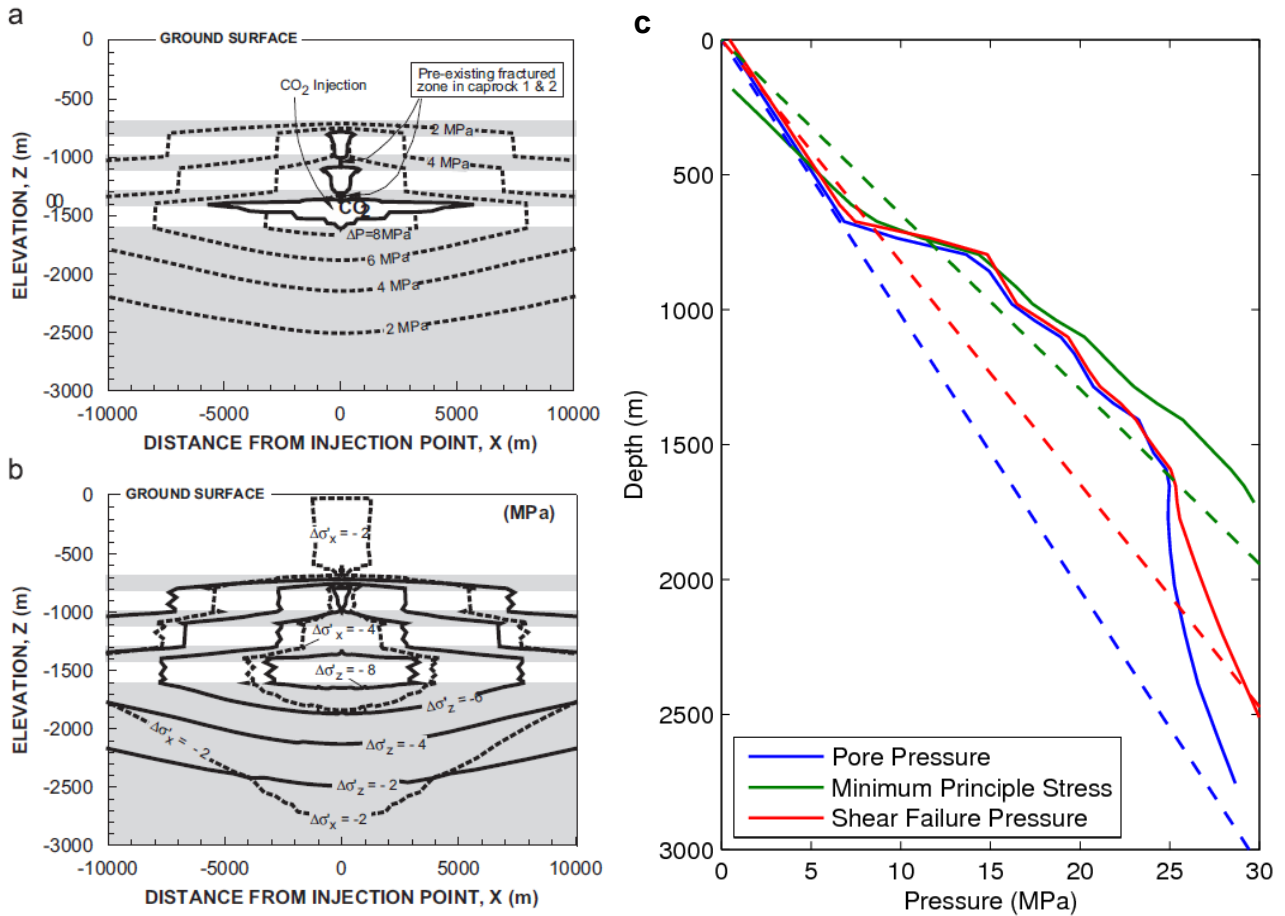 a
0
GROUND SURFACE
CO2 Injection
Pre-existing fractured
zone in caprock 1 & 2
-500
2 MPa
-1000
4 MPa
8
CO2
-1500
ΔP=8MPa
6 MPa
-2000
4 MPa
2 MPa
-2500
-3000
-10000 -5000 0 5000 10000
ELEVATION, Z (m)
DISTANCE FROM INJECTION POINT, X (m)
b
0
GROUND SURFACE
(MPa)
Δσ'x = - 2
-500
-1000
Δσ'x = - 4
-1500
Δσ'z = - 8
Δσ'z = -6
-2000
Δσ'x = - 2
Δσ'z = - 4
-2500
Δσ'z = - 2
Δσ'x = -2
-3000
-10000 -5000 0 5000 10000
ELEVATION, Z (m)
DISTANCE FROM INJECTION POINT, X (m)
c
0
500
1000
1500
2000
2500
3000
Depth (m)
Pore Pressure
Minimum Principle Stress
Shear Failure Pressure
0 5 10 15 20 25 30
Pressure (MPa)